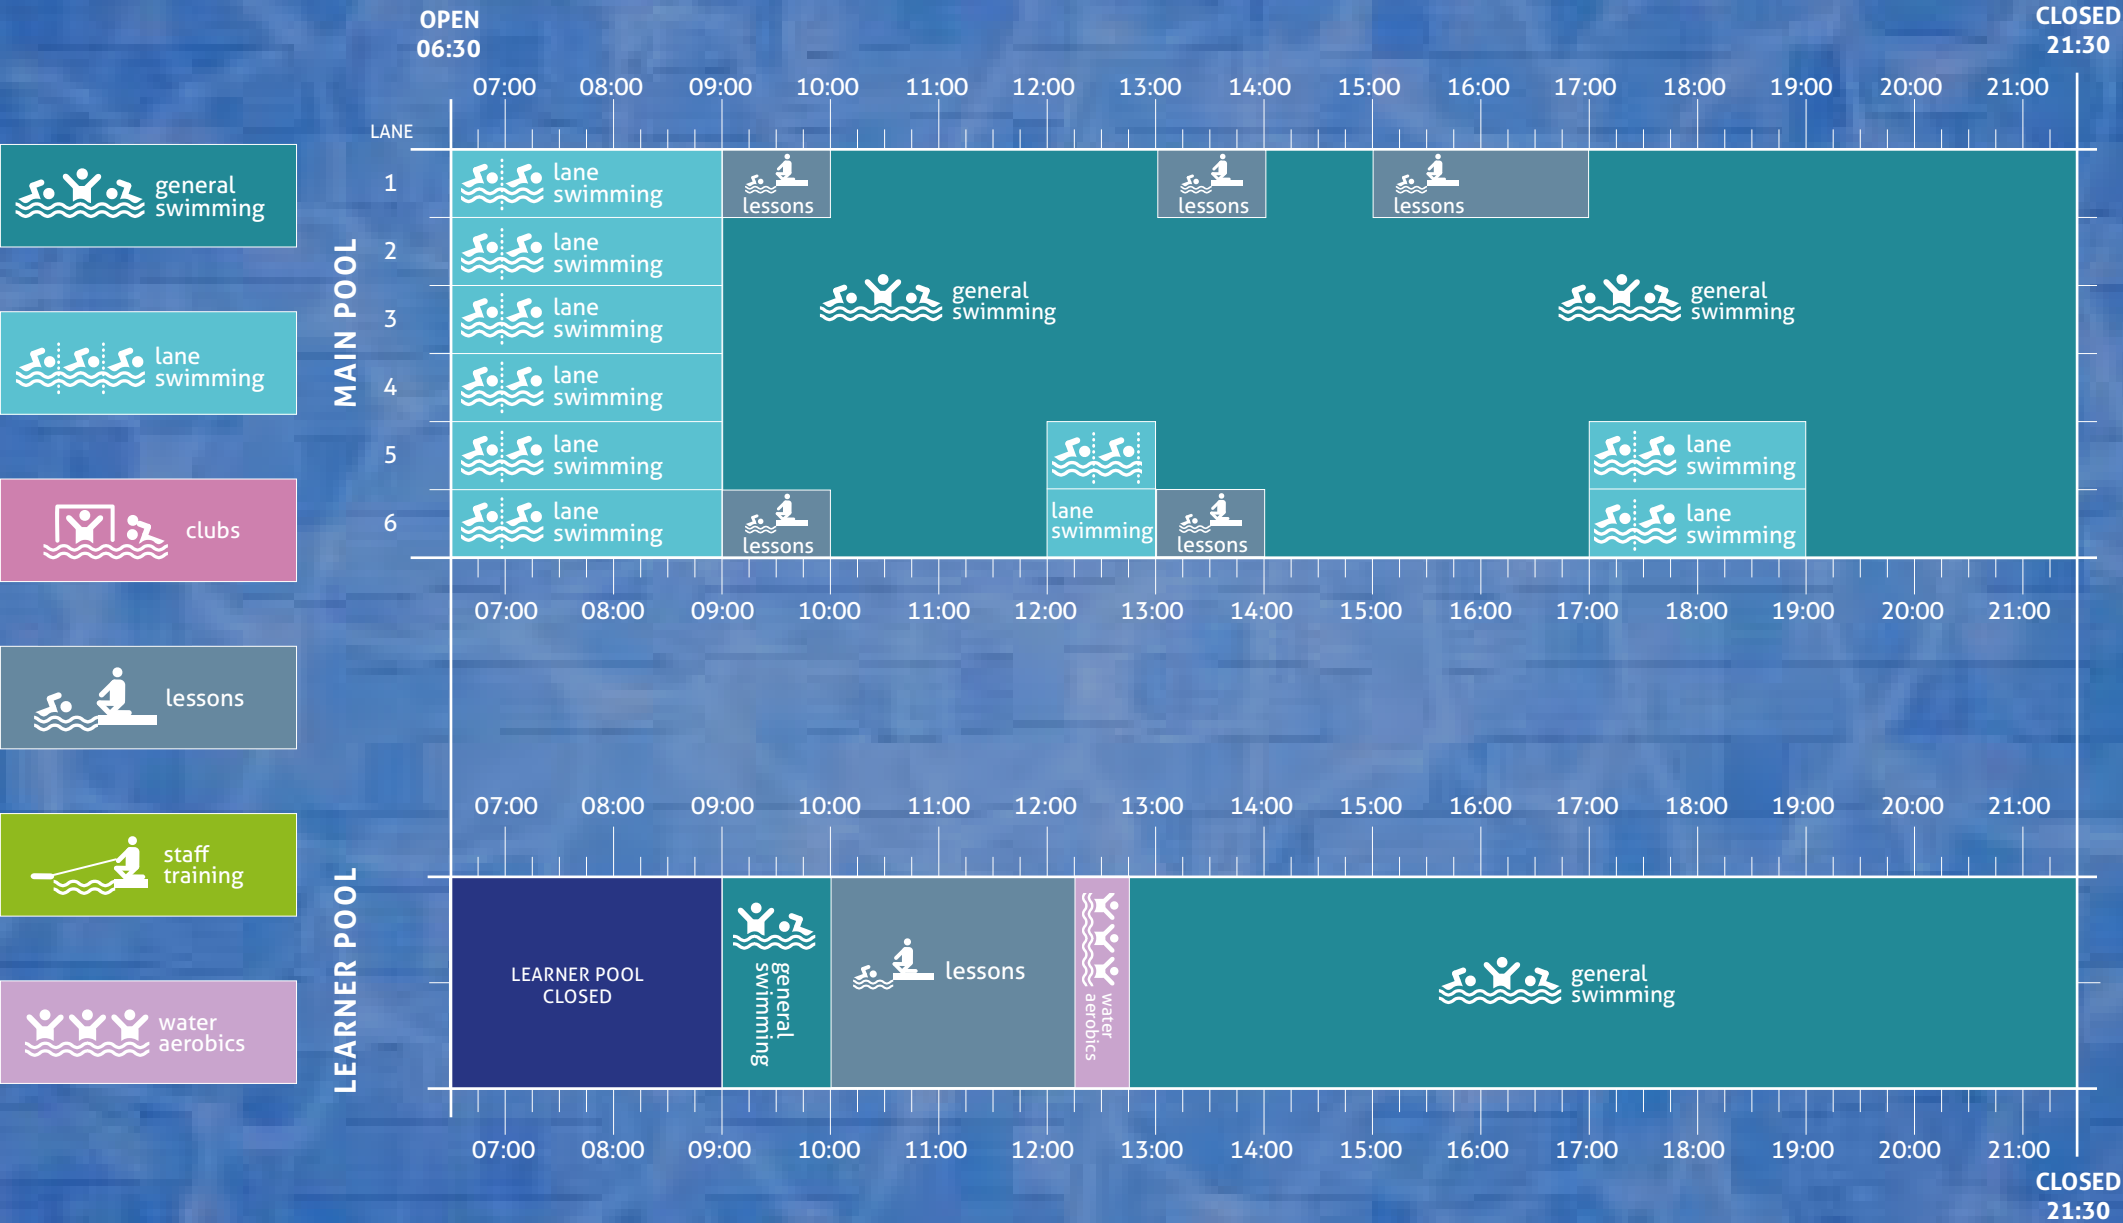 OPEN
06:30
CLOSED
21:30
07:00 08:00 09:00 10:00 11:00 12:00 13:00 14:00 15:00 16:00 17:00 18:00 19:00 20:00 21:00
LANE
general
swimming
lane
swimming
clubs
lessons
staff
training
water
aerobics
MAIN POOL
1
lane
swimming
lessons
lessons
lessons
2
lane
swimming
3
lane
swimming
general
swimming
general
swimming
4
lane
swimming
5
lane
swimming
lane
swimming
6
lane
swimming
lessons
lane
swimming
lessons
lane
swimming
07:00 08:00 09:00 10:00 11:00 12:00 13:00 14:00 15:00 16:00 17:00 18:00 19:00 20:00 21:00
07:00 08:00 09:00 10:00 11:00 12:00 13:00 14:00 15:00 16:00 17:00 18:00 19:00 20:00 21:00
LEARNER POOL
LEARNER POOL
CLOSED
general
swimming
lessons
water
aerobics
general
swimming
07:00 08:00 09:00 10:00 11:00 12:00 13:00 14:00 15:00 16:00 17:00 18:00 19:00 20:00 21:00
CLOSED
21:30